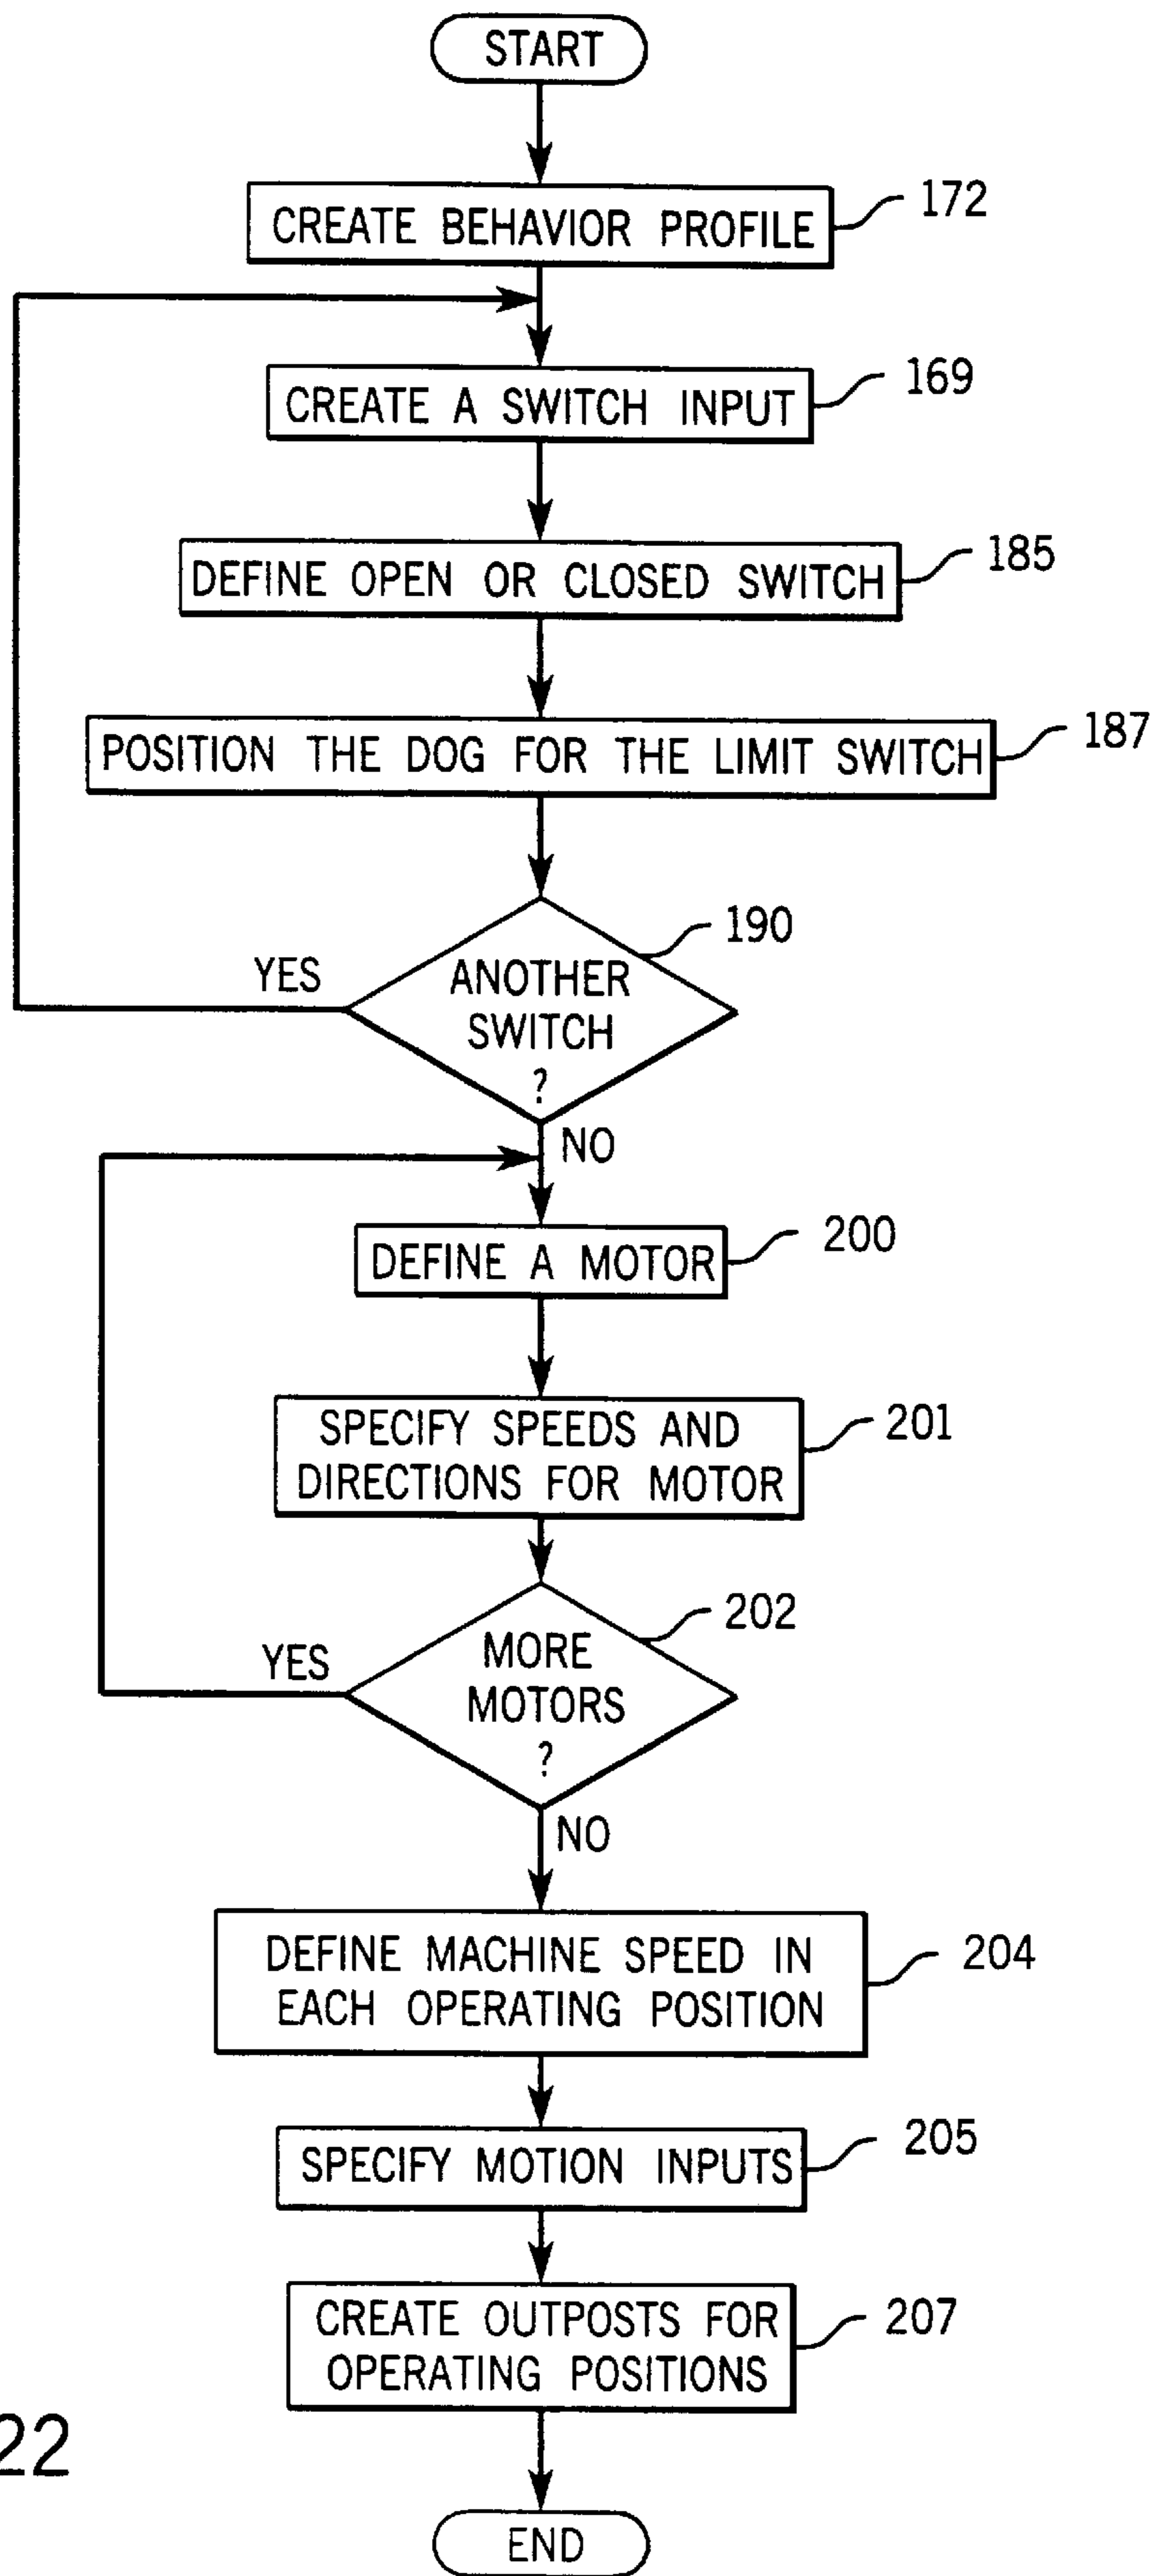 START
CREATE BEHAVIOR PROFILE
172
CREATE A SWITCH INPUT
169
DEFINE OPEN OR CLOSED SWITCH
185
POSITION THE DOG FOR THE LIMIT SWITCH
187
190
YES
ANOTHER
SWITCH
?
NO
DEFINE A MOTOR
200
SPECIFY SPEEDS AND
DIRECTIONS FOR MOTOR
201
202
YES
MORE
MOTORS
?
NO
DEFINE MACHINE SPEED IN
EACH OPERATING POSITION
204
SPECIFY MOTION INPUTS
205
CREATE OUTPOSTS FOR
OPERATING POSITIONS
207
22
END